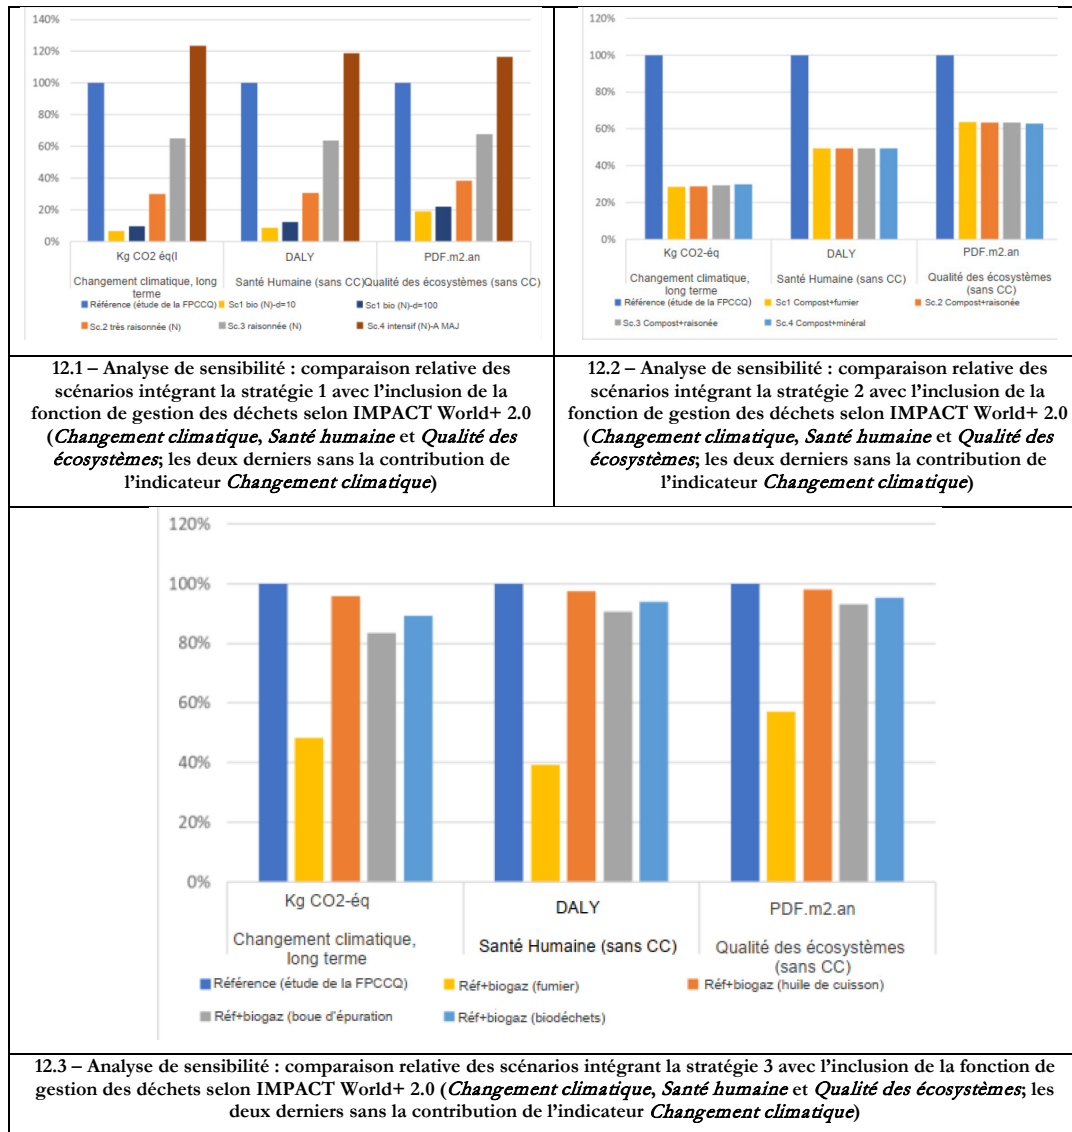 140%
120%
100%
80%
60%
40%
20%
0%
Kg CO2 éq(l
DALY
PDF.m2.an
Changement climatique, long terme
Santé Humaine (sans CC)
Qualité des écosystèmes (sans CC)
Référence (étude de la FPCCQ)
Sc1 bio (N)-d=10
Sc1 bio (N)-d=100
Sc.2 très raisonnée (N)
Sc.3 raisonnée (N)
Sc.4 intensif (N)-A MAJ
120%
100%
80%
60%
40%
20%
0%
Kg CO2-éq
DALY
PDF.m2.an
Changement climatique,
long terme
Santé Humaine (sans CC)
Qualité des écosystèmes
(sans CC)
Référence (étude de la FPCCQ)
Sc1 Compost+fumier
Sc.2 Compost+raisonée
Sc.3 Compost+raisonée
Sc.4 Compost+minéral
12.1 – Analyse de sensibilité : comparaison relative des
scénarios intégrant la stratégie 1 avec l’inclusion de la
fonction de gestion des déchets selon IMPACT World+ 2.0
(Changement climatique, Santé humaine et Qualité des
écosystèmes; les deux derniers sans la contribution de
l’indicateur Changement climatique)
12.2 – Analyse de sensibilité : comparaison relative des
scénarios intégrant la stratégie 2 avec l’inclusion de la
fonction de gestion des déchets selon IMPACT World+ 2.0
(Changement climatique, Santé humaine et Qualité des
écosystèmes; les deux derniers sans la contribution de
l’indicateur Changement climatique)
120%
100%
80%
60%
40%
20%
0%
Kg CO2-éq
DALY
PDF.m2.an
Changement climatique,
long terme
Santé Humaine (sans CC)
Qualité des écosystèmes
(sans CC)
Référence (étude de la FPCCQ)
Réf+biogaz (fumier)
Réf+biogaz (huile de cuisson)
Réf+biogaz (boue d'épuration
Réf+biogaz (biodéchets)
12.3 – Analyse de sensibilité : comparaison relative des scénarios intégrant la stratégie 3 avec l’inclusion de la fonction de
gestion des déchets selon IMPACT World+ 2.0 (Changement climatique, Santé humaine et Qualité des écosystèmes; les
deux derniers sans la contribution de l’indicateur Changement climatique)